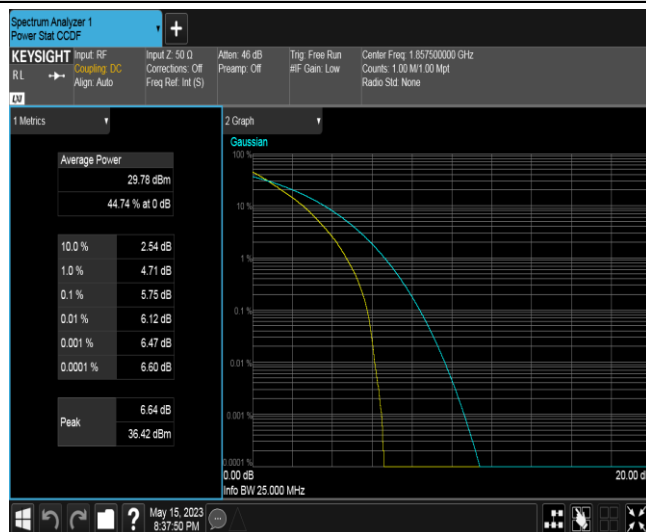 Spectrum Analyzer 1
Power Stat CCDF
+
KEYSIGHT
RL
LXI
Input: RF
Coupling: DC
Align: Auto
Input Z: 50 Ω
Corrections: Off
Freq Ref: Int (S)
Atten: 46 dB
Preamp: Off
Trig: Free Run
#IF Gain: Low
Center Freq: 1.857500000 GHz
Counts: 1.00 M/1.00 Mpt
Radio Std: None
1 Metrics
Average Power
29.78 dBm
44.74 % at 0 dB
10.0 % 2.54 dB
1.0 % 4.71 dB
0.1 % 5.75 dB
0.01 % 6.12 dB
0.001 % 6.47 dB
0.0001 % 6.60 dB
Peak
6.64 dB
36.42 dBm
2 Graph
Gaussian
100 %
10 %
1 %
0.1 %
0.01 %
0.001 %
0.0001 %
0.00 dB
20.00 d
Info BW 25.000 MHz
?
May 15, 2023
8:37:50 PM